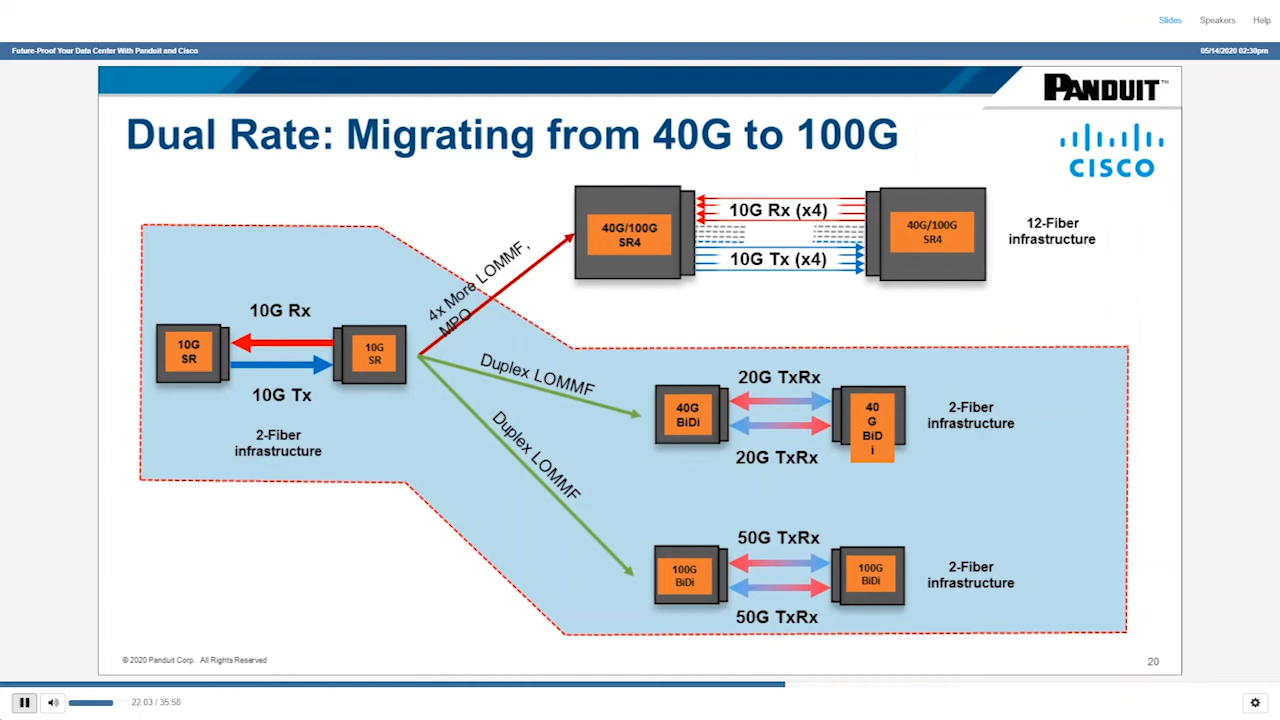 Slides Speakers Help
Future-Proof Your Data Center With Panduit and Cisco
05/14/2020 02:30pm
PANDUIT™
Dual Rate: Migrating from 40G to 100G
CISCO
40G/100G
SR4
10G Rx (x4)
10G Tx (x4)
40G/100G
SR4
12-Fiber
infrastructure
4x More LOMMF,
MPO
10G Rx
10G
SR
10G
SR
10G Tx
2-Fiber
infrastructure
Duplex LOMMF
Duplex LOMMF
20G TxRx
40G
BiDi
40
G
BiD
i
20G TxRx
2-Fiber
infrastructure
50G TxRx
100G
BiDi
100G
BiDi
50G TxRx
2-Fiber
infrastructure
© 2020 Panduit Corp. All Rights Reserved
20
22:03 / 35:58